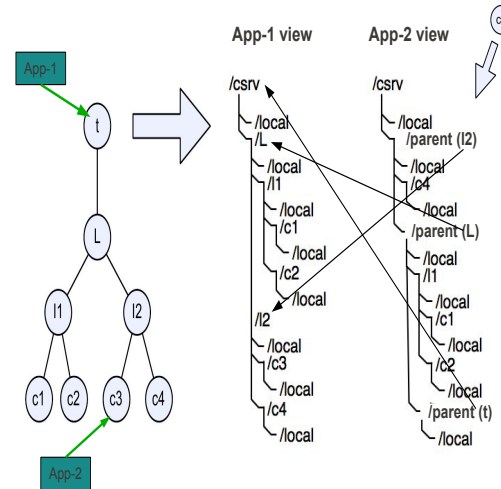 App-1
t
L
l1
l2
c1
c2
c3
c4
App-2
App-1 view
/csrv
/local
/L
/local
/l1
/local
/c1
/local
/c2
/local
/l2
/local
/c3
/local
/c4
/local
App-2 view
/csrv
/local
/parent (l2)
/local
/c4
/local
/parent (L)
/local
/l1
/local
/c1
/local
/c2
/local
/parent (t)
/local
c